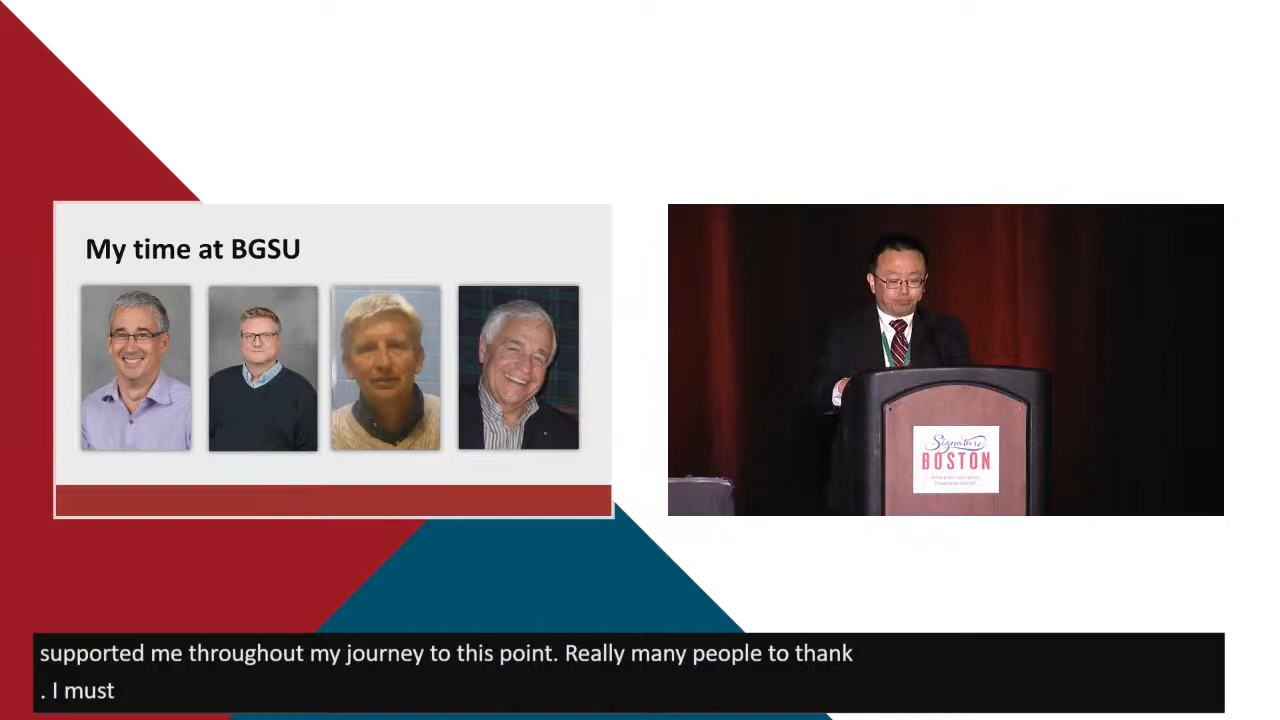 My time at BGSU
Signature
BOSTON
supported me throughout my journey to this point. Really many people to thank
. I must